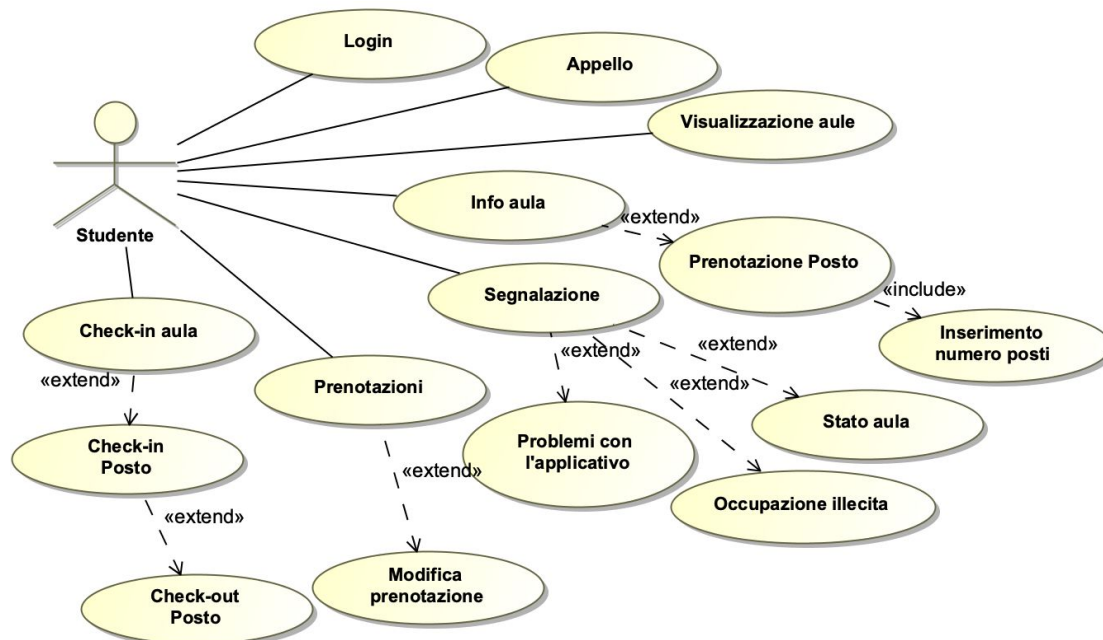 Login
Appello
Visualizzazione aule
Info aula
«extend»
Studente
Prenotazione Posto
Segnalazione
«include»
Check-in aula
Inserimento
numero posti
«extend»
«extend»
«extend»
Prenotazioni
«extend»
Stato aula
Check-in
Posto
Problemi con
l'applicativo
«extend»
Occupazione illecita
«extend»
Modifica
prenotazione
Check-out
Posto